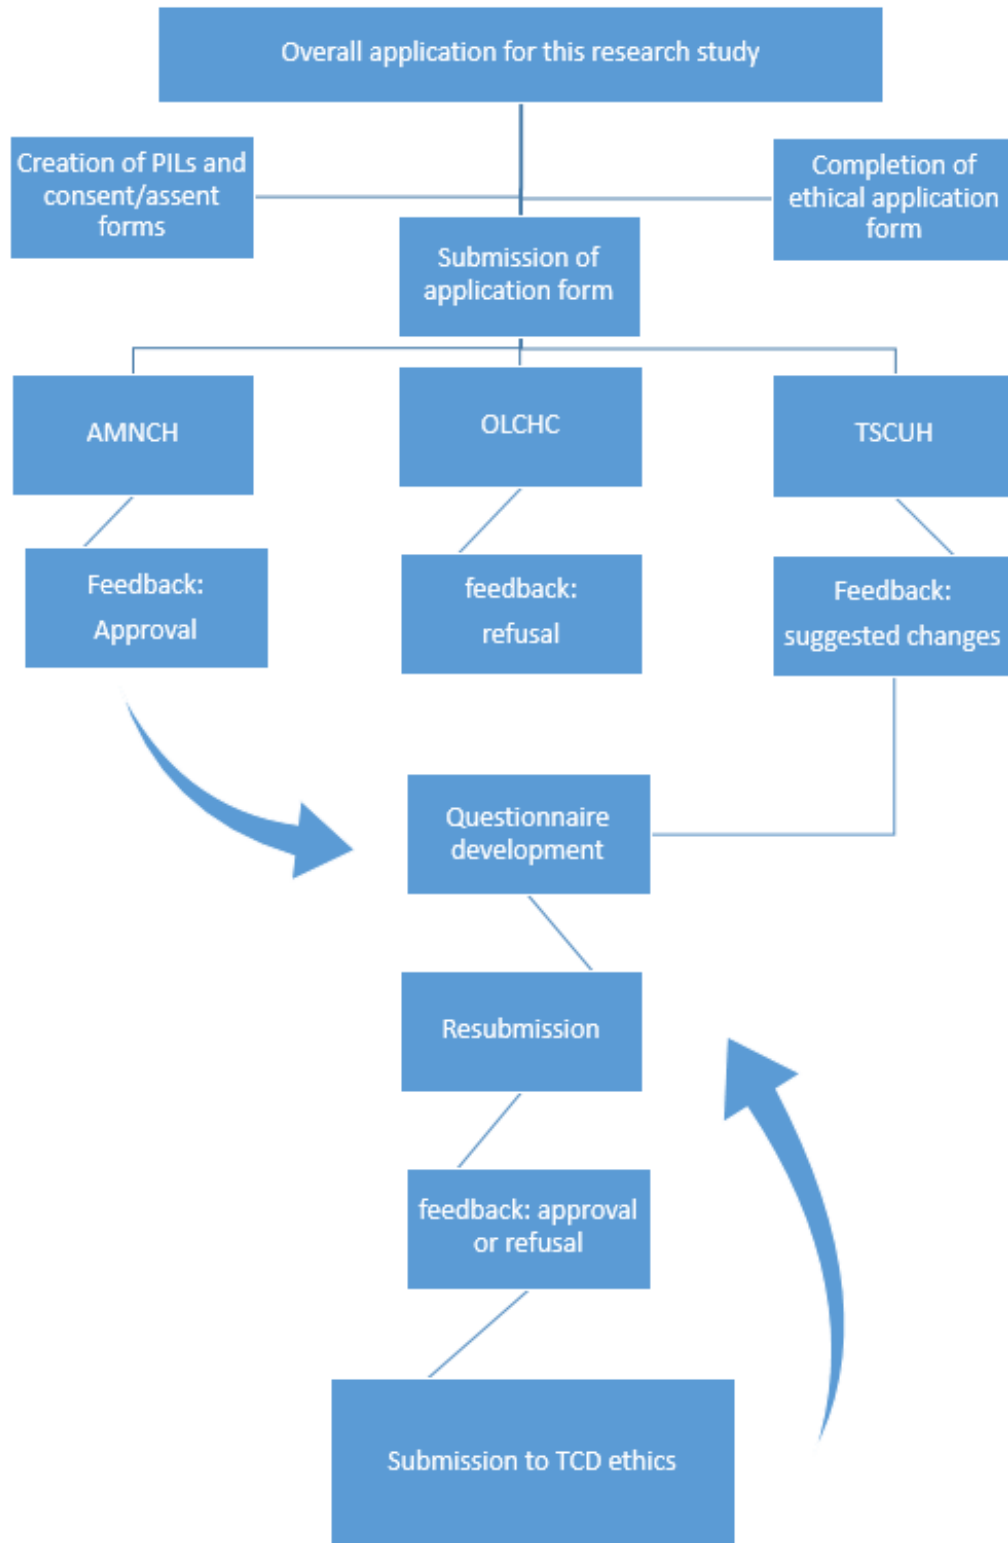 Overall application for this research study
Creation of PILs and
consent/assent
forms
Completion of
ethical application
form
Submission of
application form
AMNCH
OLCHC
TSCUH
Feedback:
Approval
feedback:
refusal
Feedback:
suggested changes
Questionnaire
development
Resubmission
feedback: approval
or refusal
Submission to TCD ethics